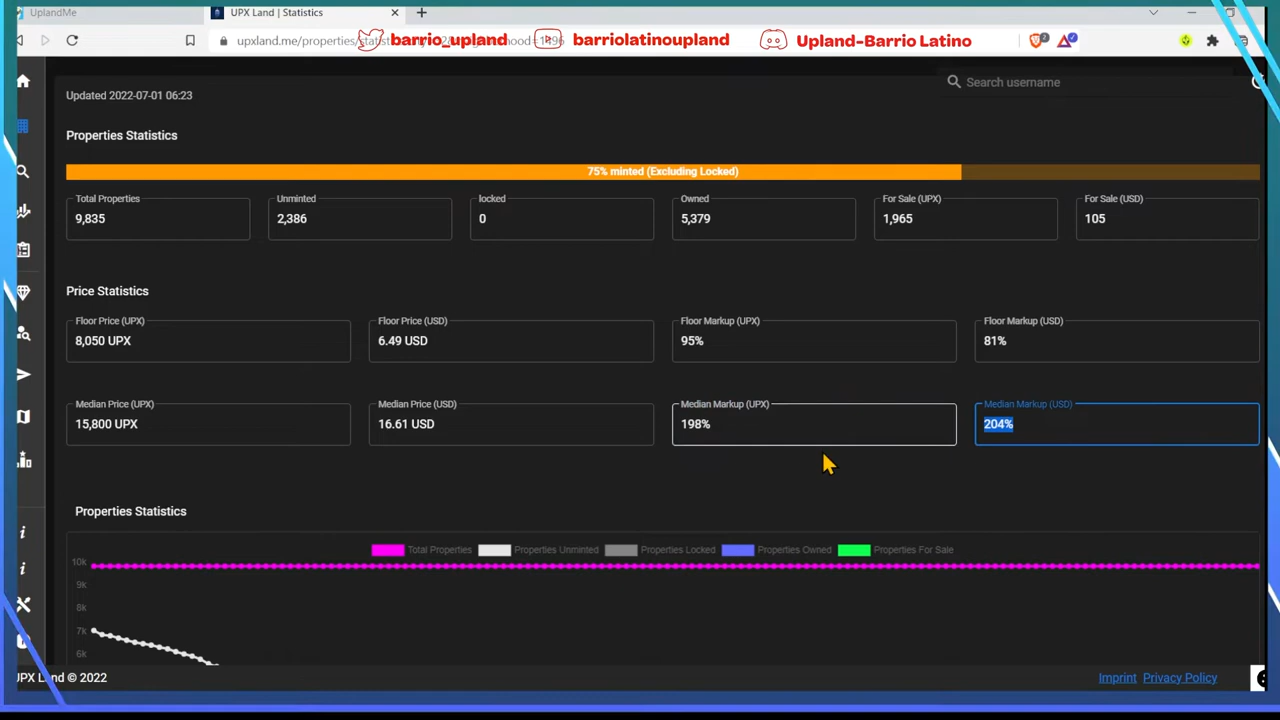 UplandMe
UPX Land | Statistics
upxland.me/properties/
barrio_upland
barriolatinoupland
Upland-Barrio Latino
Updated 2022-07-01 06:23
Search username
Properties Statistics
75% minted (Excluding Locked)
Total Properties
9,835
Unminted
2,386
locked
0
Owned
5,379
For Sale (UPX)
1,965
For Sale (USD)
105
Price Statistics
Floor Price (UPX)
8,050 UPX
Floor Price (USD)
6.49 USD
Floor Markup (UPX)
95%
Floor Markup (USD)
81%
Median Price (UPX)
15,800 UPX
Median Price (USD)
16.61 USD
Median Markup (UPX)
198%
Median Markup (USD)
204%
Properties Statistics
Total Properties
Properties Unminted
Properties Locked
Properties Owned
Properties For Sale
10k
9k
8k
7k
6k
UPX Land © 2022
Imprint
Privacy Policy